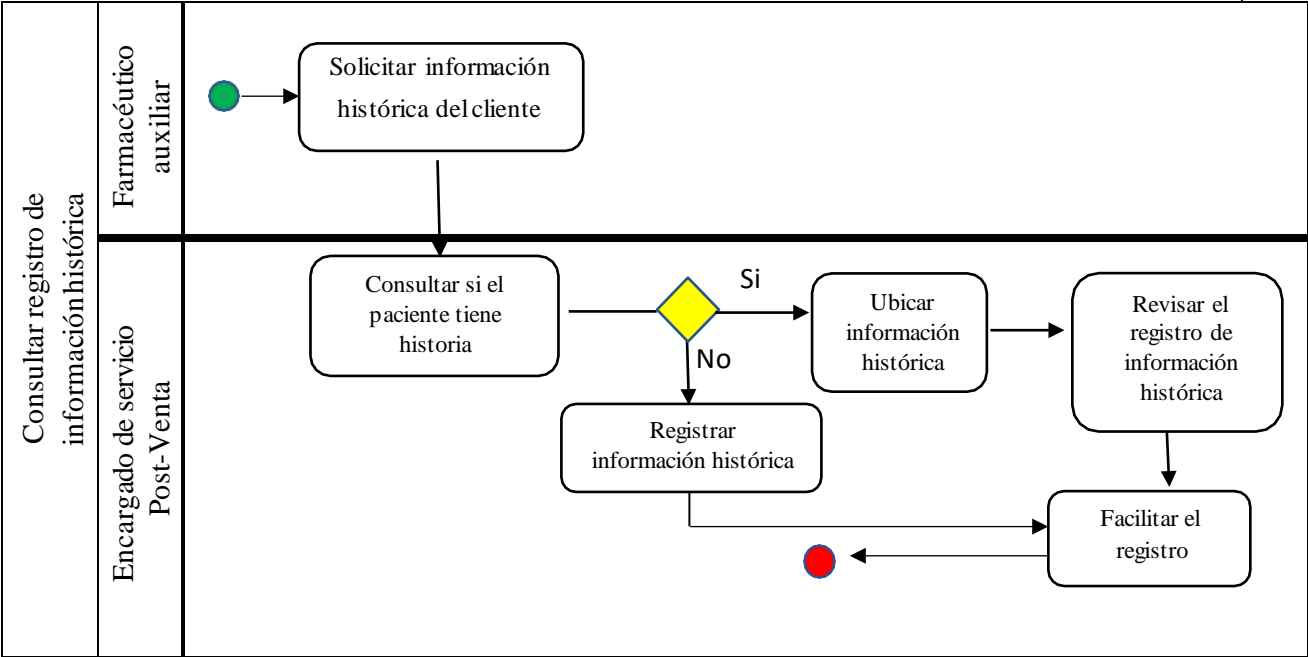 Consultar registro de
información histórica
Farmacéutico
auxiliar
Solicitar información
histórica del cliente
Encargado de servicio
Post-Venta
Consultar si el
paciente tiene
historia
Si
No
Ubicar
información
histórica
Revisar el
registro de
información
histórica
Registrar
información histórica
Facilitar el
registro